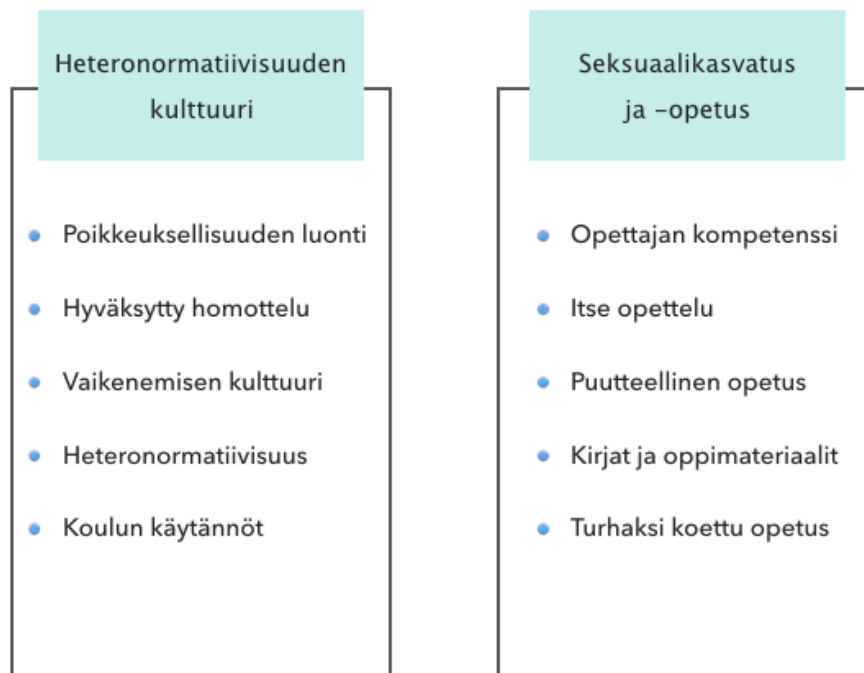 Heteronormatiivisuuden
kulttuuri
Poikkeuksellisuuden luonti
Hyväksytty homottelu
Vaikenemisen kulttuuri
Heteronormatiivisuus
Koulun käytännöt
Seksuaalikasvatus
ja –opetus
Opettajan kompetenssi
Itse opettelu
Puutteellinen opetus
Kirjat ja oppimateriaalit
Turhaksi koettu opetus